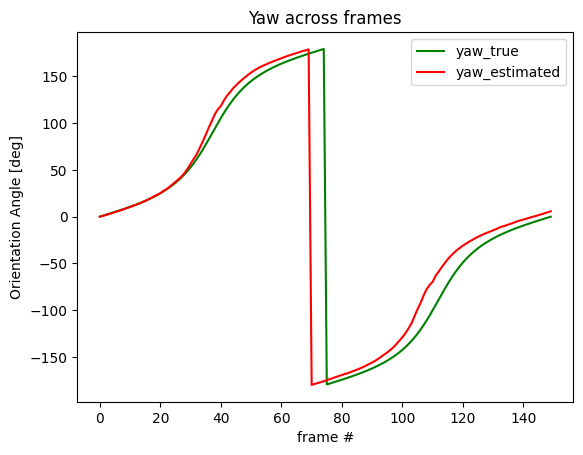 Yaw across frames
yaw_true
yaw_estimated
Orientation Angle [deg]
150
100
50
0
−50
−100
−150
0 20 40 60 80 100 120 140
frame #